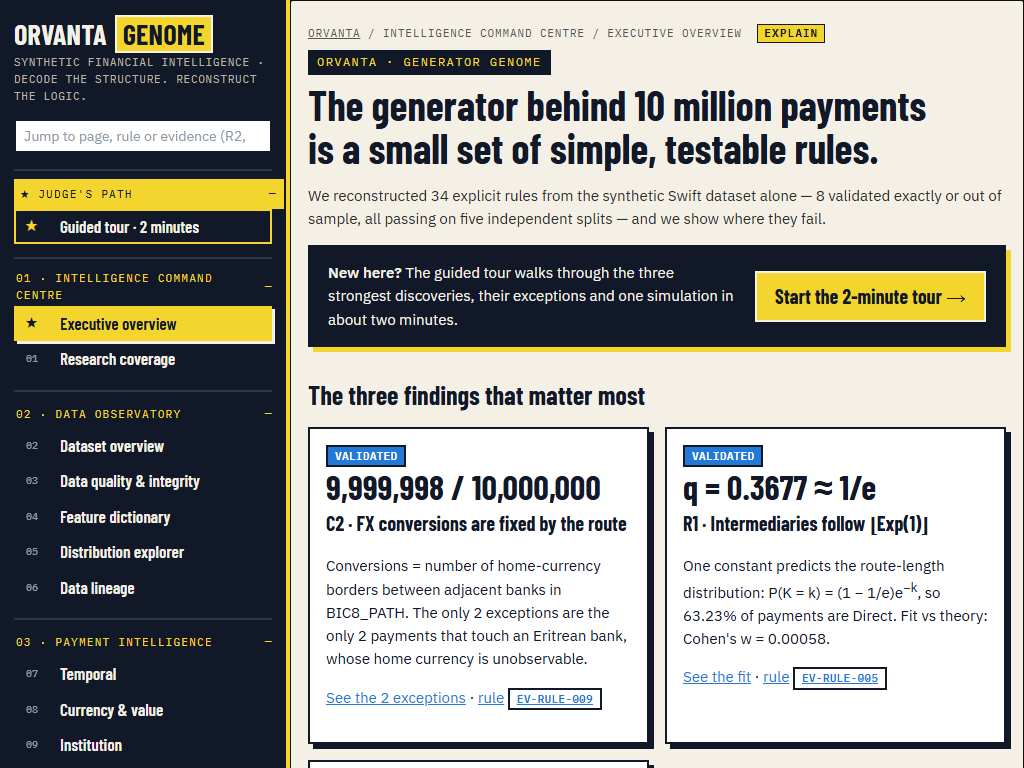 ORVANTA GENOME
SYNTHETIC FINANCIAL INTELLIGENCE ·
DECODE THE STRUCTURE. RECONSTRUCT
THE LOGIC.
Jump to page, rule or evidence (R2,
★ JUDGE'S PATH −
★ Guided tour · 2 minutes
01 · INTELLIGENCE COMMAND
CENTRE −
★ Executive overview
01 Research coverage
02 · DATA OBSERVATORY −
02 Dataset overview
03 Data quality & integrity
04 Feature dictionary
05 Distribution explorer
06 Data lineage
03 · PAYMENT INTELLIGENCE −
07 Temporal
08 Currency & value
09 Institution
ORVANTA / INTELLIGENCE COMMAND CENTRE / EXECUTIVE OVERVIEW EXPLAIN
ORVANTA · GENERATOR GENOME
The generator behind 10 million payments
is a small set of simple, testable rules.
We reconstructed 34 explicit rules from the synthetic Swift dataset alone — 8 validated exactly or out of
sample, all passing on five independent splits — and we show where they fail.
New here? The guided tour walks through the three
strongest discoveries, their exceptions and one simulation in
about two minutes.
Start the 2-minute tour →
The three findings that matter most
VALIDATED
9,999,998 / 10,000,000
C2 · FX conversions are fixed by the route
Conversions = number of home-currency
borders between adjacent banks in
BIC8_PATH. The only 2 exceptions are the
only 2 payments that touch an Eritrean bank,
whose home currency is unobservable.
See the 2 exceptions · rule EV-RULE-009
VALIDATED
q = 0.3677 ≈ 1/e
R1 · Intermediaries follow ⌊Exp(1)⌋
One constant predicts the route-length
distribution: P(K = k) = (1 − 1/e)e⁻ᵏ, so
63.23% of payments are Direct. Fit vs theory:
Cohen's w = 0.00058.
See the fit · rule EV-RULE-005